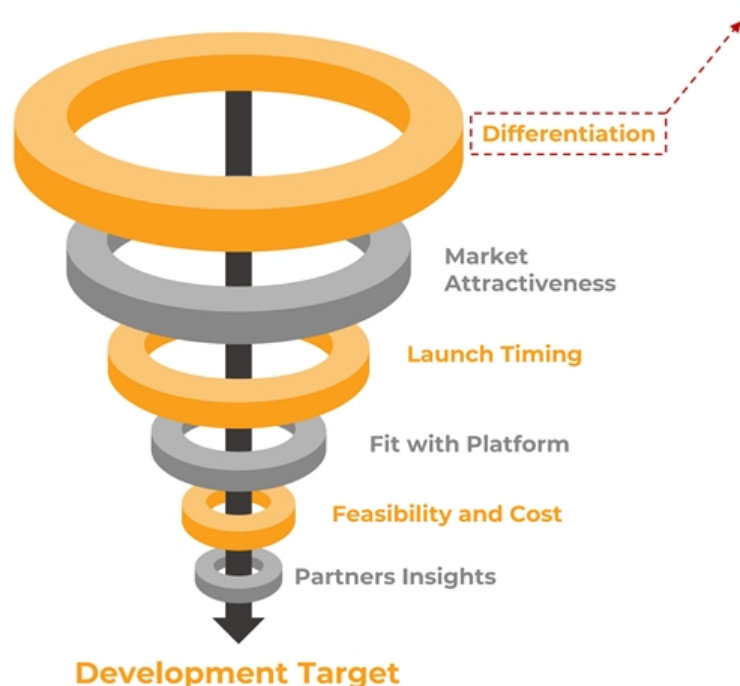 Differentiation
Market
Attractiveness
Launch Timing
Fit with Platform
Feasibility and Cost
Partners Insights
Development Target